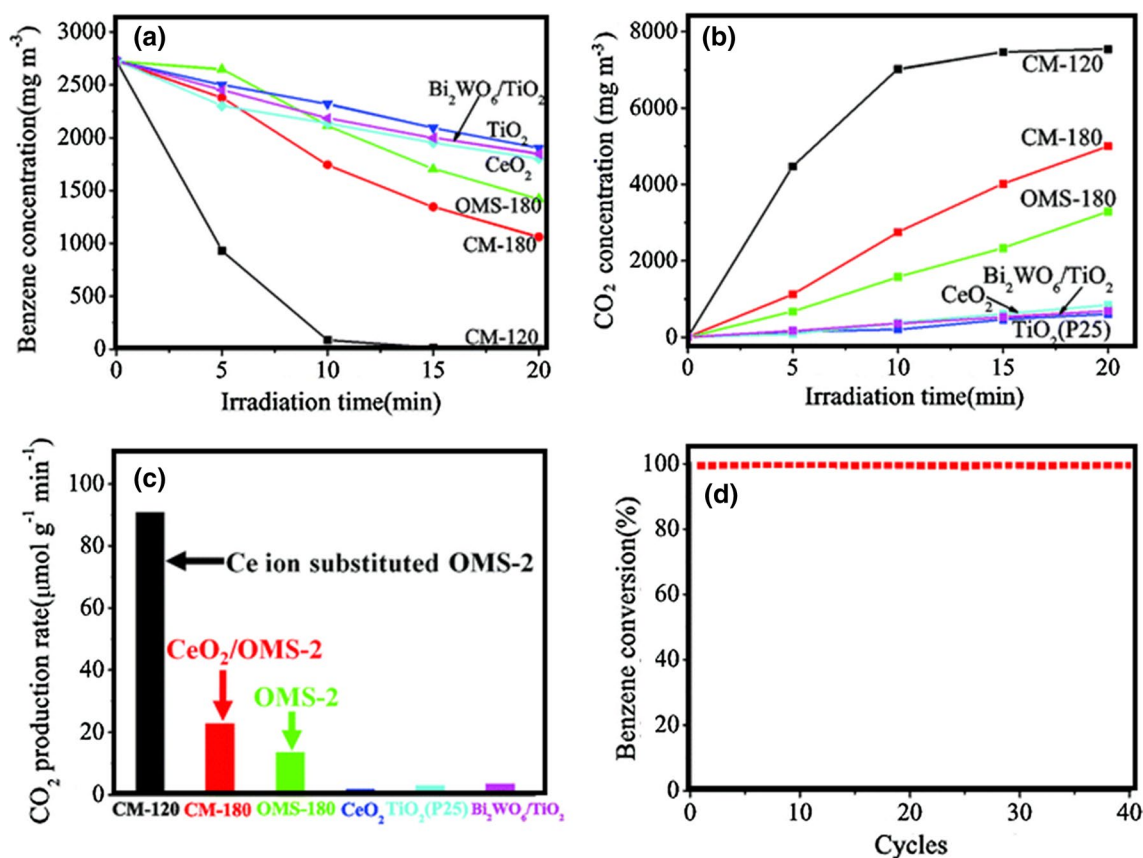 (a)
Benzene concentration(mg m⁻³)
3000
2500
2000
1500
1000
500
0
Bi₂WO₆/TiO₂
TiO₂
CeO₂
OMS-180
CM-180
CM-120
0 5 10 15 20
Irradiation time(min)
(b)
CO₂ concentration (mg m⁻³)
8000
6000
4000
2000
0
CM-120
CM-180
OMS-180
Bi₂WO₆/TiO₂
CeO₂
TiO₂(P25)
0 5 10 15 20
Irradiation time(min)
(c)
CO₂ production rate(μmol g⁻¹ min⁻¹)
100
80
60
40
20
0
Ce ion substituted OMS-2
CeO₂/OMS-2
OMS-2
CM-120 CM-180 OMS-180 CeO₂ TiO₂(P25) Bi₂WO₆/TiO₂
(d)
Benzene conversion(%)
100
80
60
40
20
0
0 10 20 30 40
Cycles